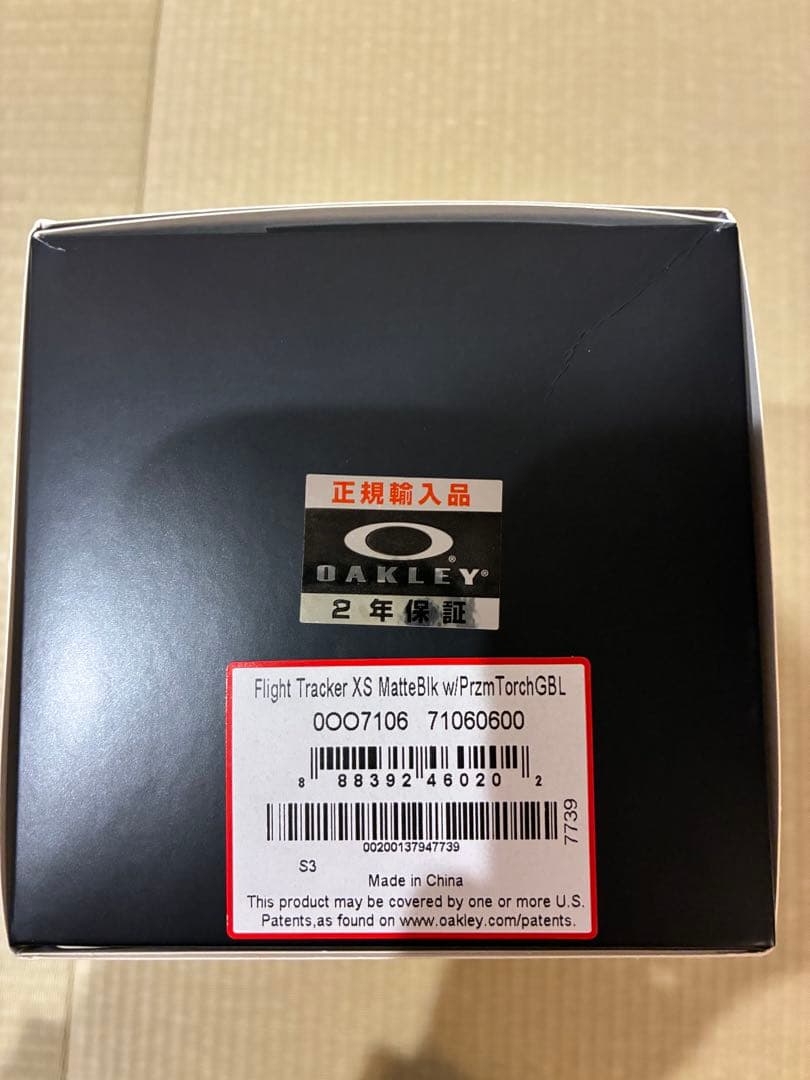 正規輸入品
OAKLEY®
2年保証
Flight Tracker XS MatteBlk w/PrzmTorchGBL
0OO7106 71060600
8 88392 46020 2
00200137947739
7739
S3
Made in China
This product may be covered by one or more U.S.
Patents,as found on www.oakley.com/patents.